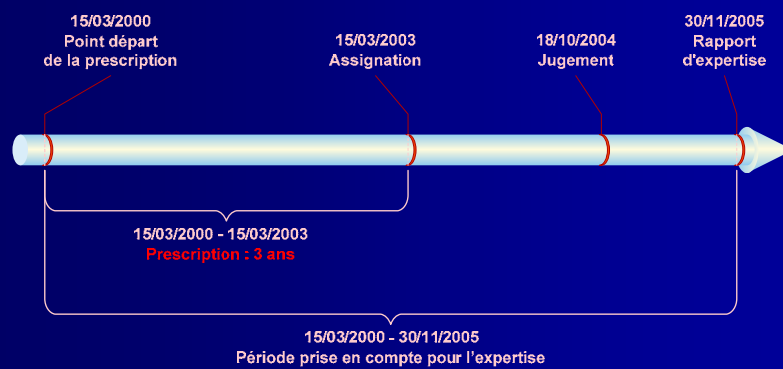 15/03/2000
Point départ
de la prescription
15/03/2003
Assignation
18/10/2004
Jugement
30/11/2005
Rapport
d'expertise
15/03/2000 - 15/03/2003
Prescription : 3 ans
15/03/2000 - 30/11/2005
Période prise en compte pour l'expertise